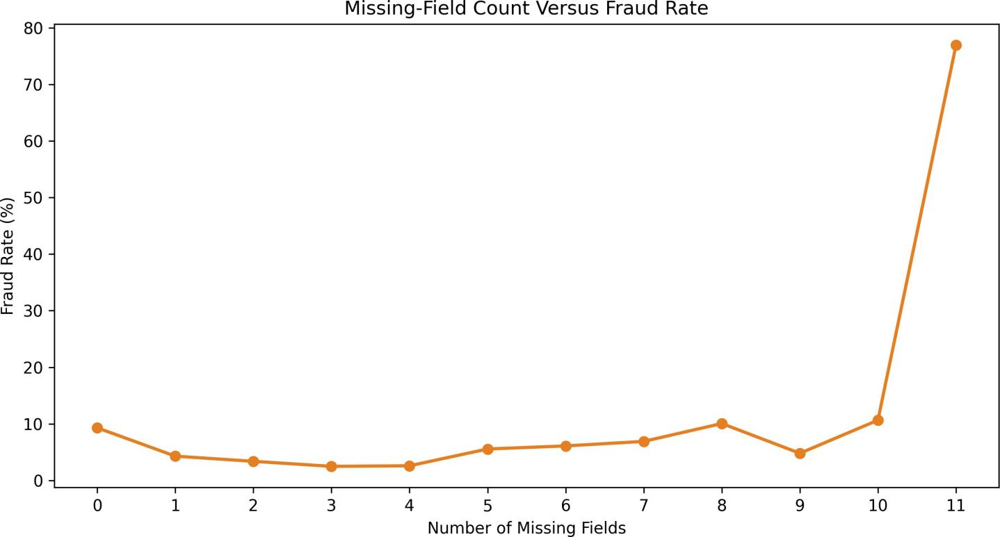 Missing-Field Count Versus Fraud Rate
Fraud Rate (%)
80
70
60
50
40
30
20
10
0
0 1 2 3 4 5 6 7 8 9 10 11
Number of Missing Fields